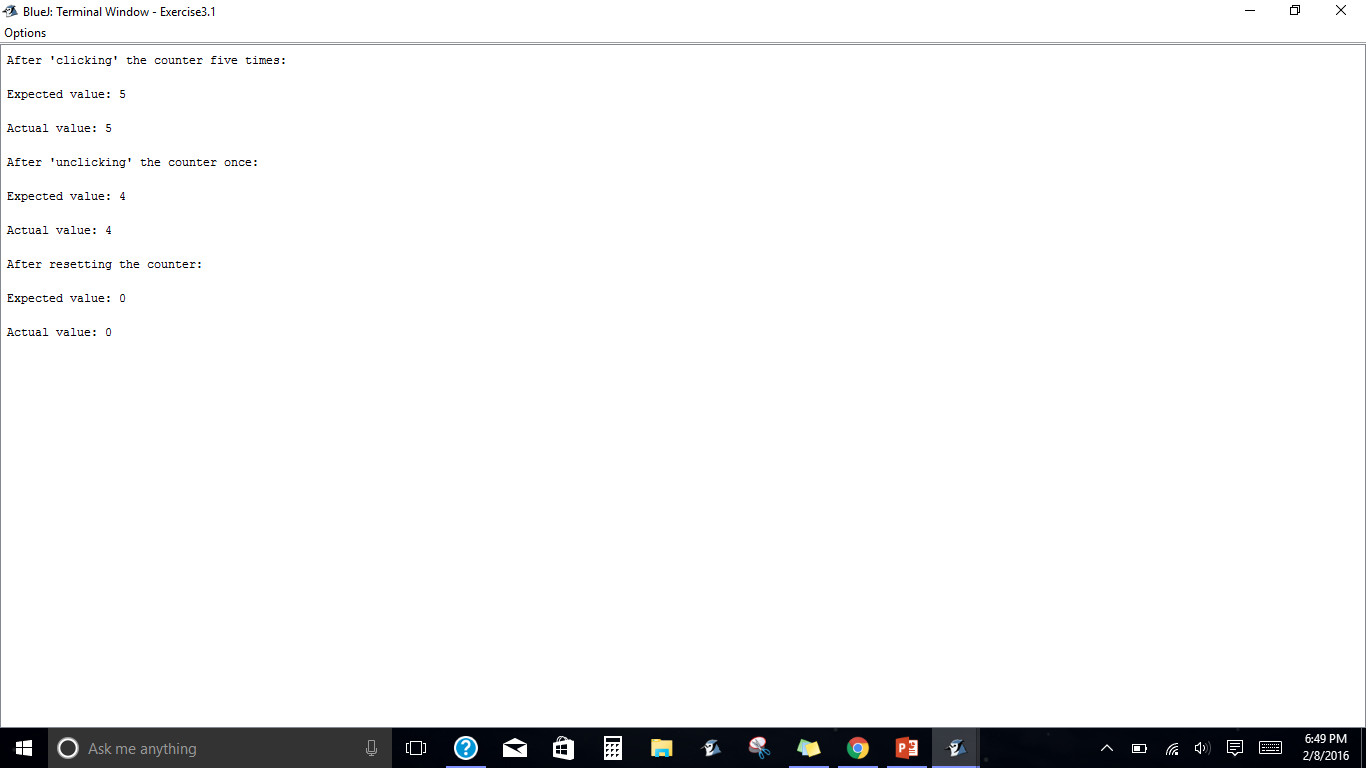 BlueJ: Terminal Window - Exercise3.1
Options
After 'clicking' the counter five times:
Expected value: 5
Actual value: 5
After 'unclicking' the counter once:
Expected value: 4
Actual value: 4
After resetting the counter:
Expected value: 0
Actual value: 0
Ask me anything
6:49 PM
2/8/2016